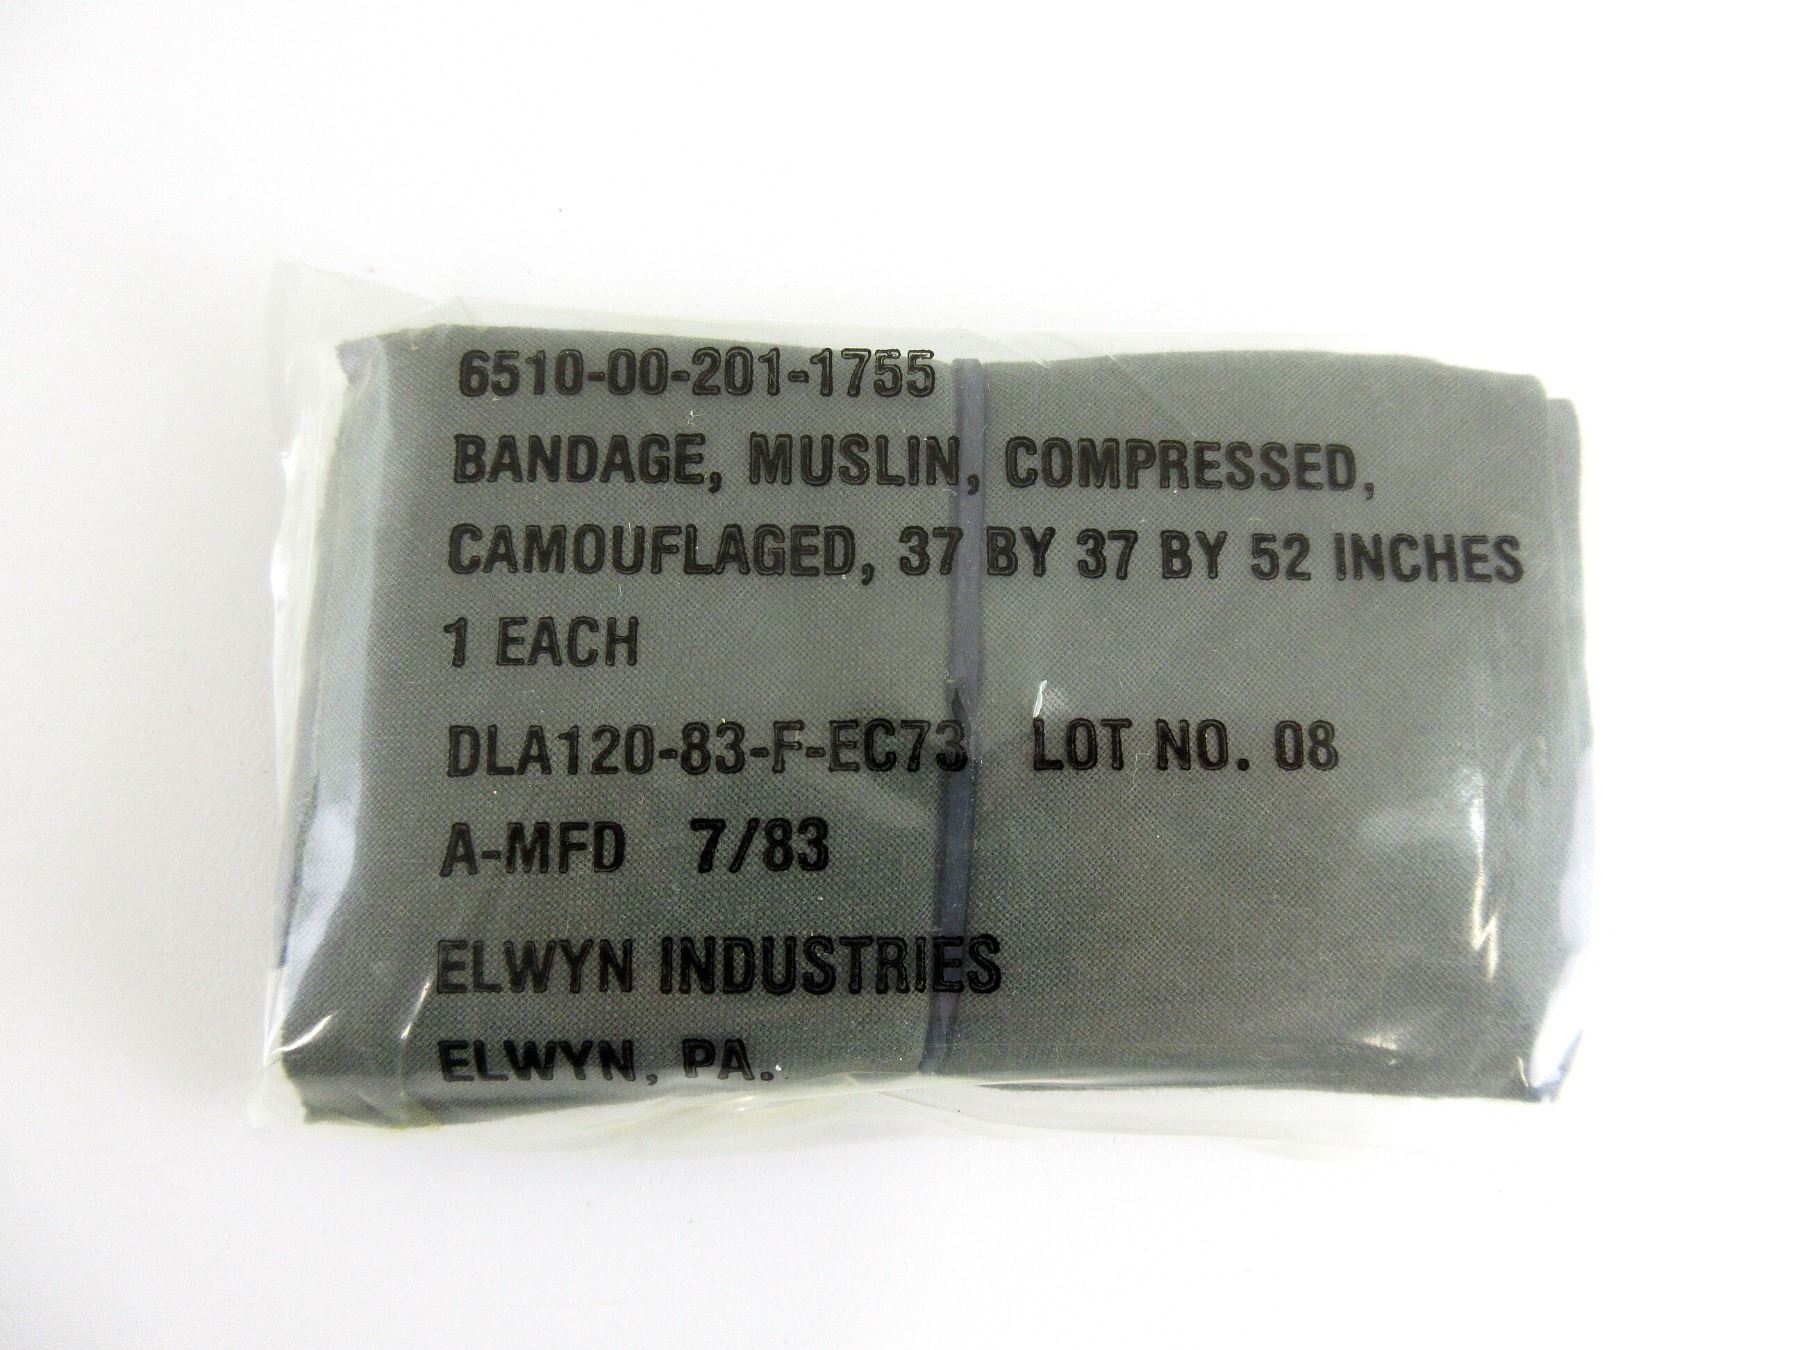 6510-00-201-1755
BANDAGE, MUSLIN, COMPRESSED,
CAMOUFLAGED, 37 BY 37 BY 52 INCHES
1 EACH
DLA120-83-F-EC73 LOT NO. 08
A-MFD 7/83
ELWYN INDUSTRIES
ELWYN, PA.